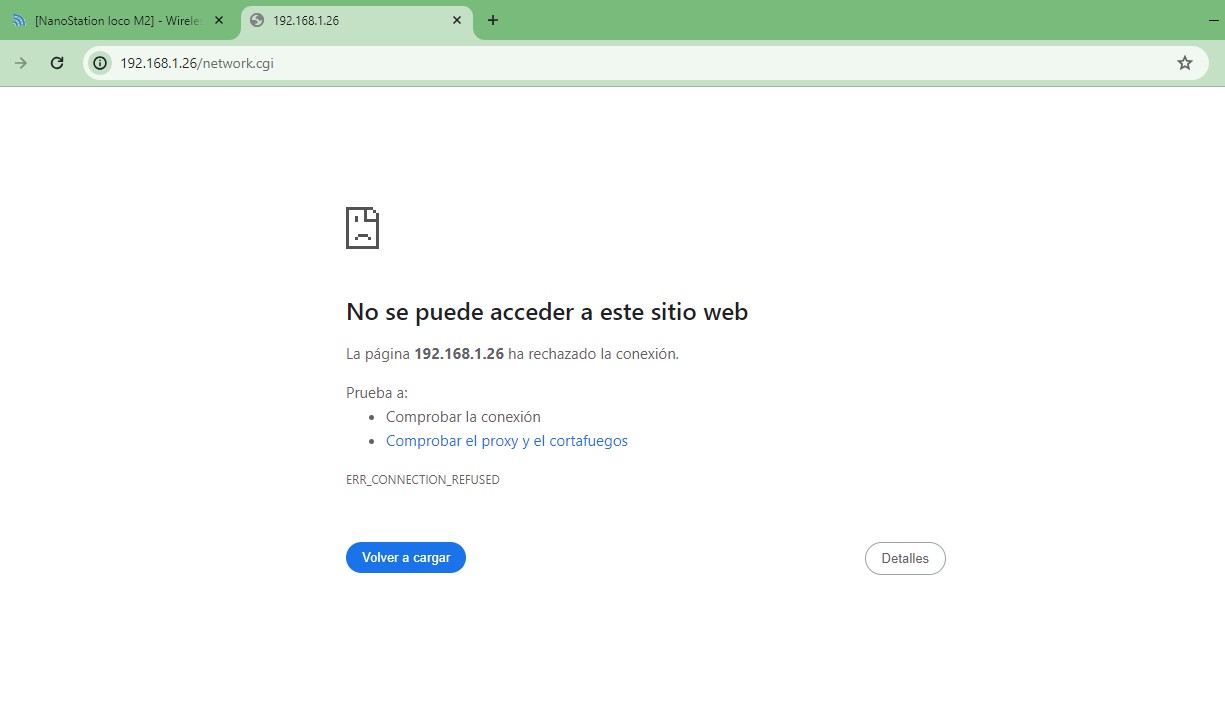 [NanoStation loco M2] - Wirele
192.168.1.26
192.168.1.26/network.cgi
No se puede acceder a este sitio web
La página 192.168.1.26 ha rechazado la conexión.
Prueba a:
• Comprobar la conexión
• Comprobar el proxy y el cortafuegos
ERR_CONNECTION_REFUSED
Volver a cargar
Detalles